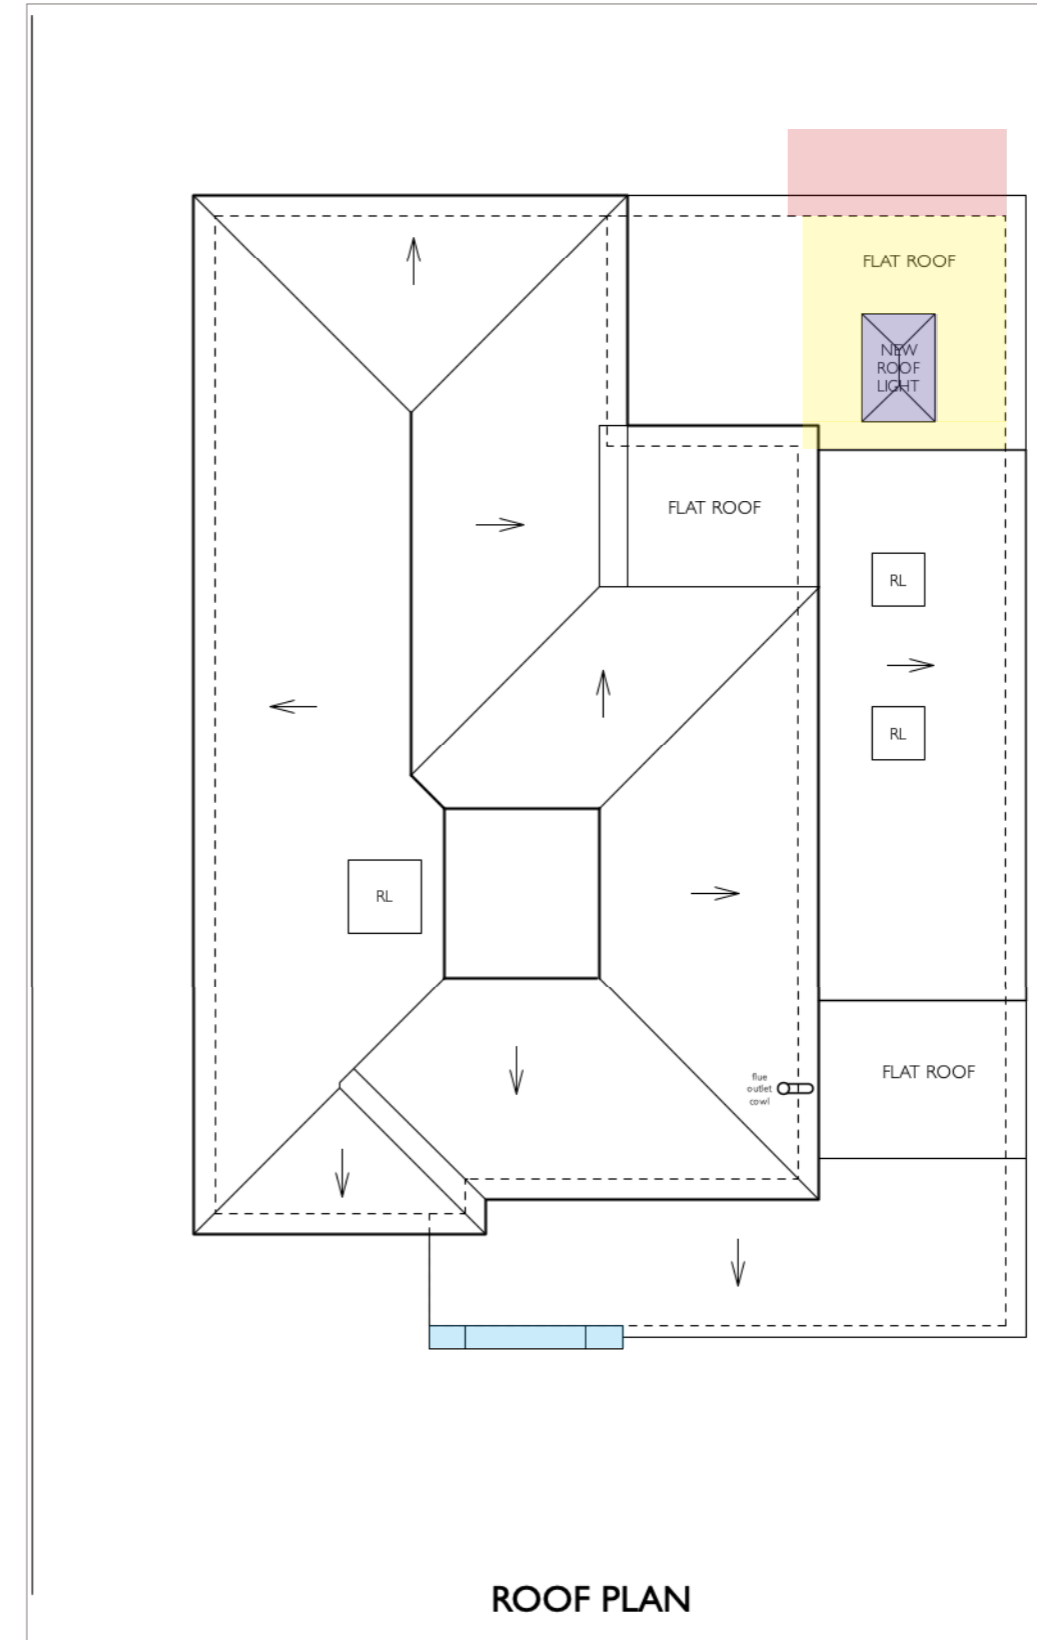 FLAT ROOF
NEW
ROOF
LIGHT
FLAT ROOF
RL
RL
RL
FLAT ROOF
flue
outlet
cowl
ROOF PLAN